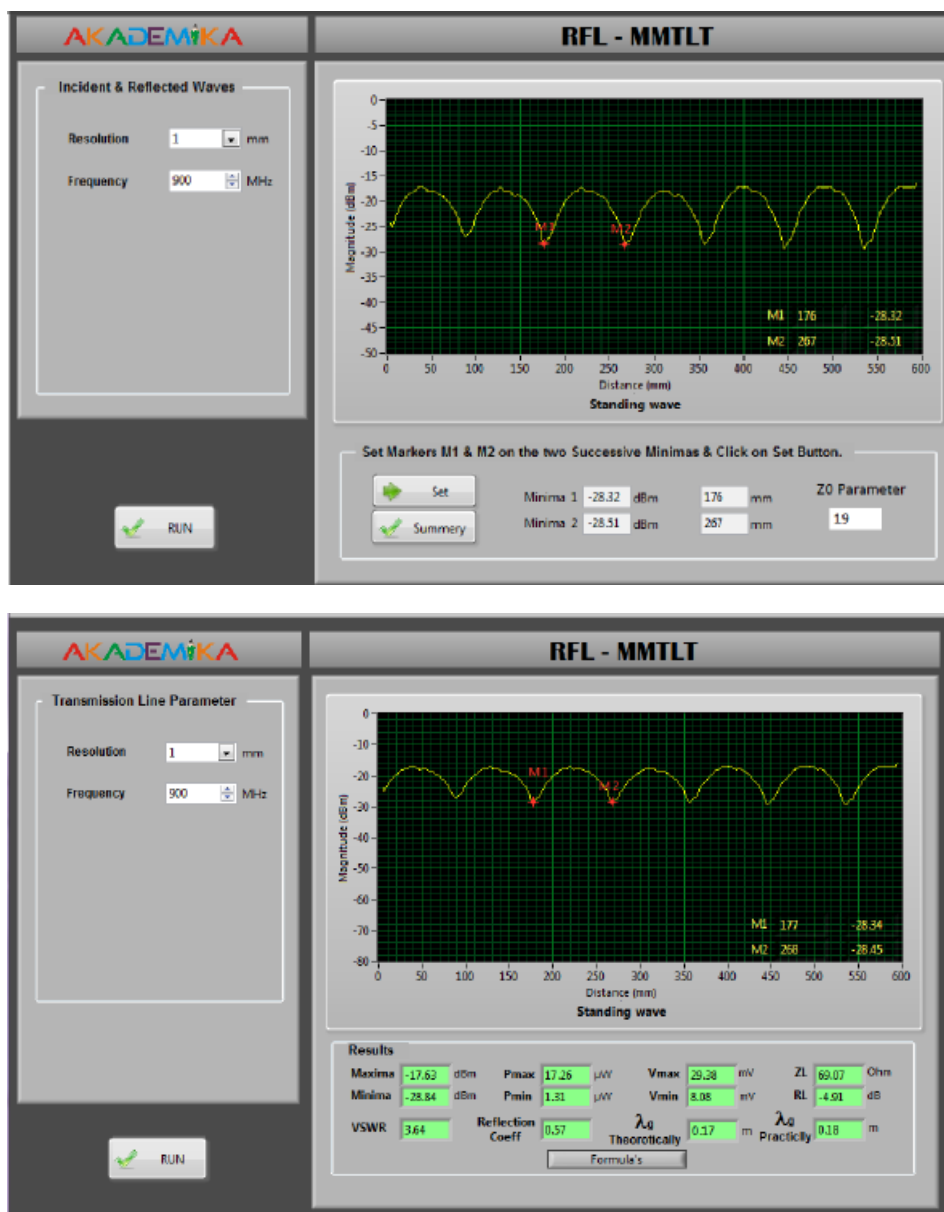 AKADEMiKA
RFL - MMTLT
Incident & Reflected Waves
Resolution 1 mm
Frequency 900 MHz
RUN
Magnitude (dBm)
0
-5
-10
-15
-20
-25
-30
-35
-40
-45
-50
M1
M2
M1 176 -28.32
M2 267 -28.51
0 50 100 150 200 250 300 350 400 450 500 550 600
Distance (mm)
Standing wave
Set Markers M1 & M2 on the two Successive Minimas & Click on Set Button.
Set
Summery
Minima 1 -28.32 dBm 176 mm
Minima 2 -28.51 dBm 267 mm
Z0 Parameter
19
AKADEMiKA
RFL - MMTLT
Transmission Line Parameter
Resolution 1 mm
Frequency 900 MHz
RUN
Magnitude (dBm)
0
-10
-20
-30
-40
-50
-60
-70
-80
M1
M2
M1 177 -28.34
M2 268 -28.45
0 50 100 150 200 250 300 350 400 450 500 550 600
Distance (mm)
Standing wave
Results
Maxima -17.63 dBm Pmax 17.26 µW Vmax 29.38 mV ZL 69.07 Ohm
Minima -28.84 dBm Pmin 1.31 µW Vmin 8.08 mV RL -4.91 dB
VSWR 3.64 Reflection Coeff 0.57 λg Theorotically 0.17 m λg Practiclly 0.18 m
Formula's